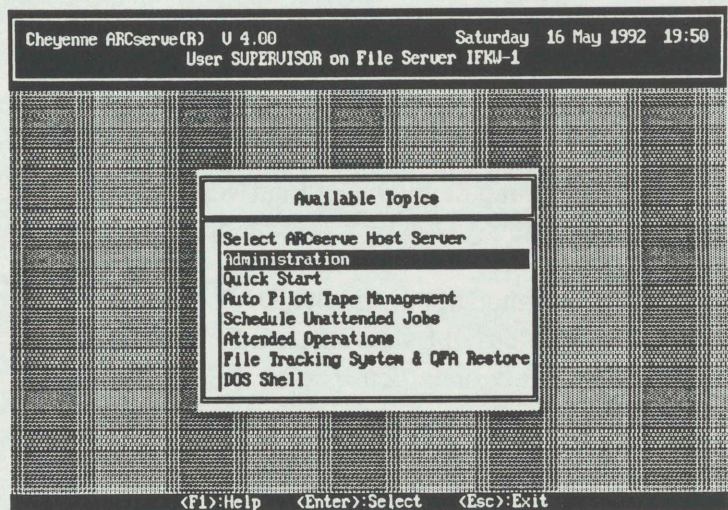 Cheyenne ARCserve(R) V 4.00 Saturday 16 May 1992 19:50
User SUPERVISOR on File Server IFKW-1
Available Topics
Select ARCserve Host Server
Administration
Quick Start
Auto Pilot Tape Management
Schedule Unattended Jobs
Attended Operations
File Tracking System & QFA Restore
DOS Shell
<F1>:Help <Enter>:Select <Esc>:Exit